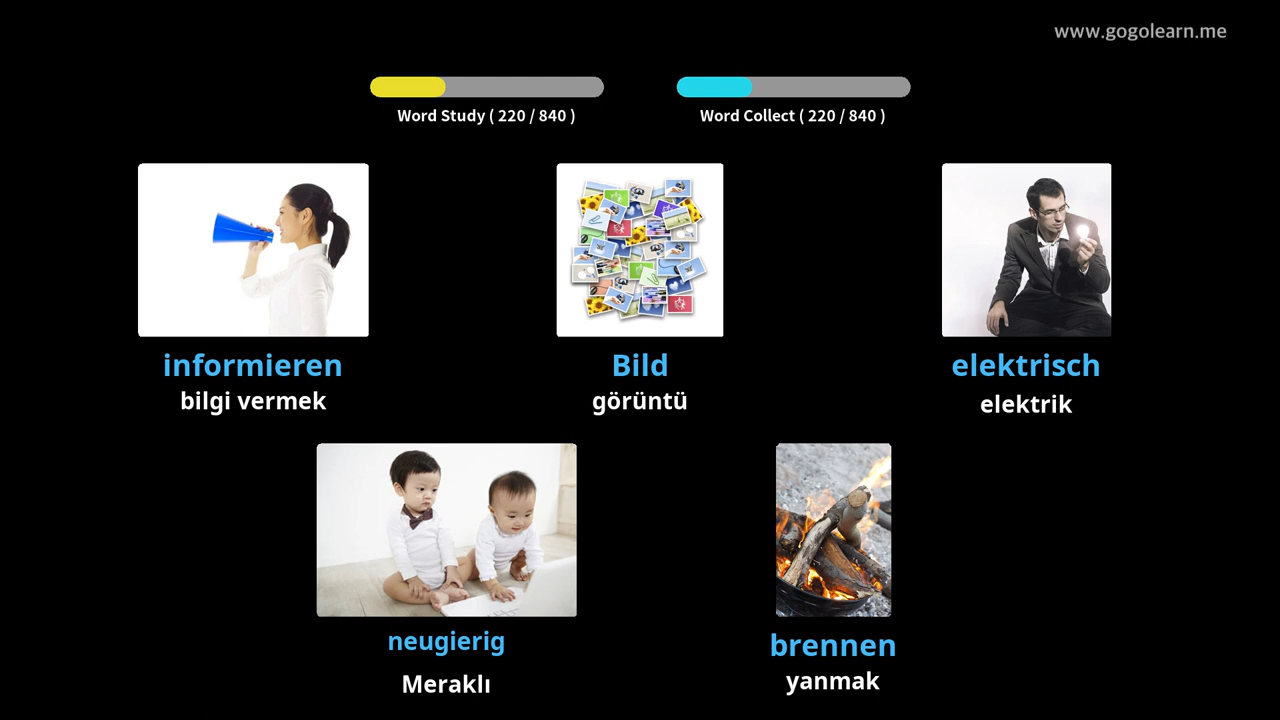 www.gogolearn.me
Word Study ( 220 / 840 )
Word Collect ( 220 / 840 )
informieren
bilgi vermek
Bild
görüntü
elektrisch
elektrik
neugierig
Meraklı
brennen
yanmak